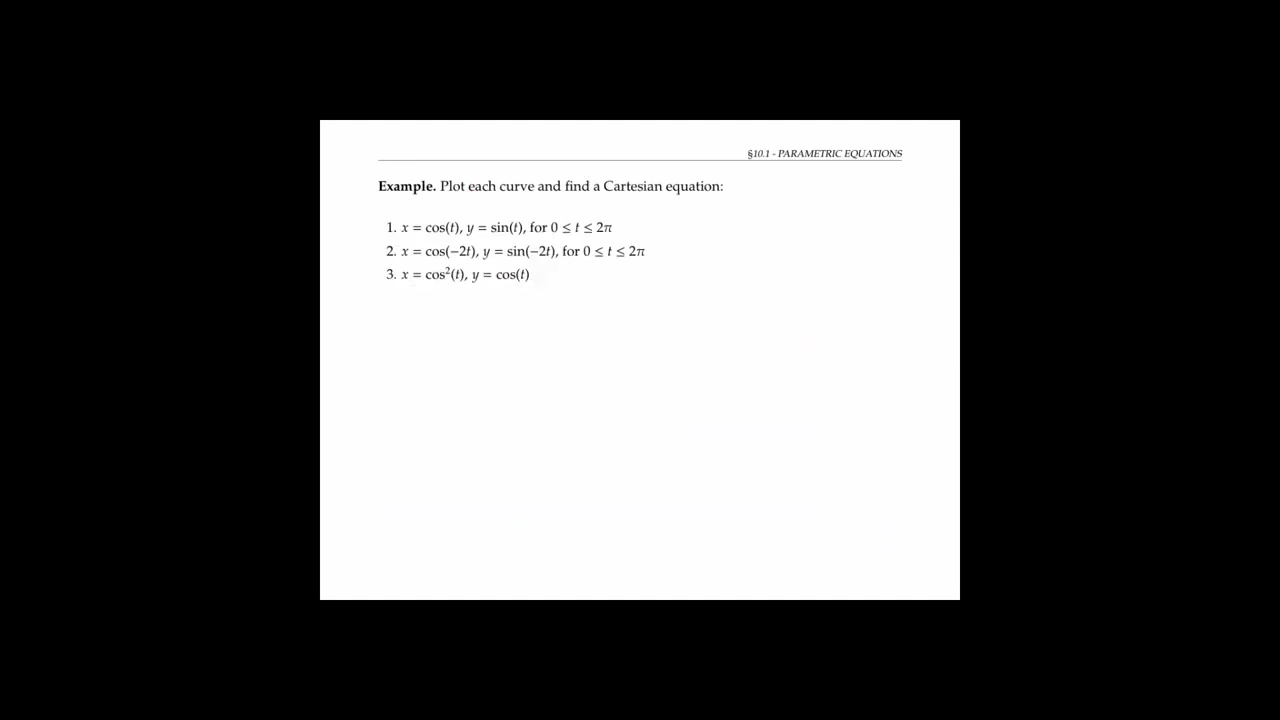 §10.1 - PARAMETRIC EQUATIONS
Example. Plot each curve and find a Cartesian equation:
1. x = cos(t), y = sin(t), for 0 ≤ t ≤ 2π
2. x = cos(−2t), y = sin(−2t), for 0 ≤ t ≤ 2π
3. x = cos²(t), y = cos(t)